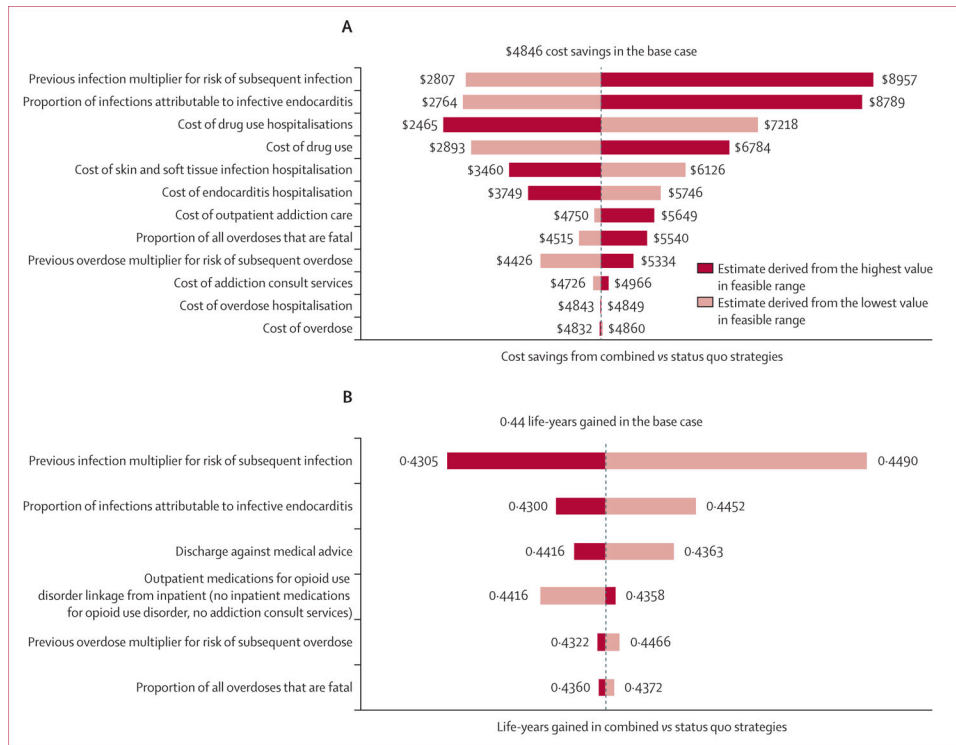 A
$4846 cost savings in the base case
Previous infection multiplier for risk of subsequent infection
$2807
$8957
Proportion of infections attributable to infective endocarditis
$2764
$8789
Cost of drug use hospitalisations
$2465
$7218
Cost of drug use
$2893
$6784
Cost of skin and soft tissue infection hospitalisation
$3460
$6126
Cost of endocarditis hospitalisation
$3749
$5746
Cost of outpatient addiction care
$4750
$5649
Proportion of all overdoses that are fatal
$4515
$5540
Previous overdose multiplier for risk of subsequent overdose
$4426
$5334
Cost of addiction consult services
$4726
$4966
Cost of overdose hospitalisation
$4843
$4849
Cost of overdose
$4832
$4860
Estimate derived from the highest value
in feasible range
Estimate derived from the lowest value
in feasible range
Cost savings from combined vs status quo strategies
B
0·44 life-years gained in the base case
Previous infection multiplier for risk of subsequent infection
0·4305
0·4490
Proportion of infections attributable to infective endocarditis
0·4300
0·4452
Discharge against medical advice
0·4416
0·4363
Outpatient medications for opioid use
disorder linkage from inpatient (no inpatient medications
for opioid use disorder, no addiction consult services)
0·4416
0·4358
Previous overdose multiplier for risk of subsequent overdose
0·4322
0·4466
Proportion of all overdoses that are fatal
0·4360
0·4372
Life-years gained in combined vs status quo strategies